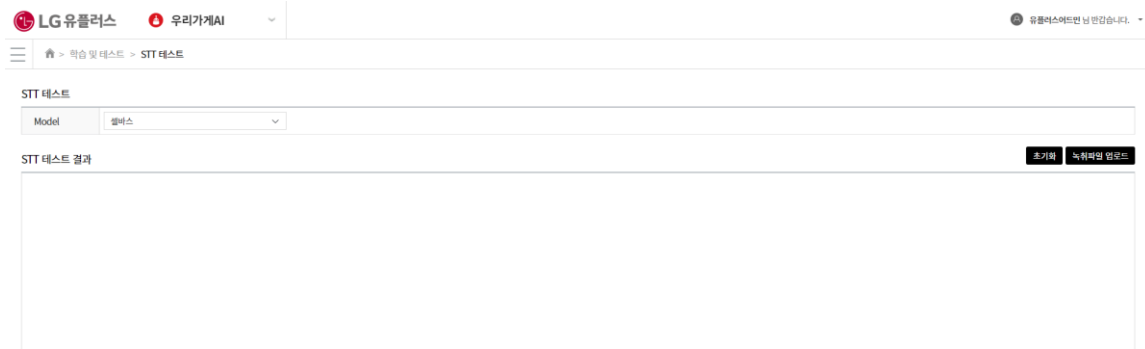 LG 유플러스 우리가게AI 유플러스어드민 님 반갑습니다.
> 학습 및 테스트 > STT 테스트
STT 테스트
Model 셀바스
STT 테스트 결과 초기화 녹취파일 업로드